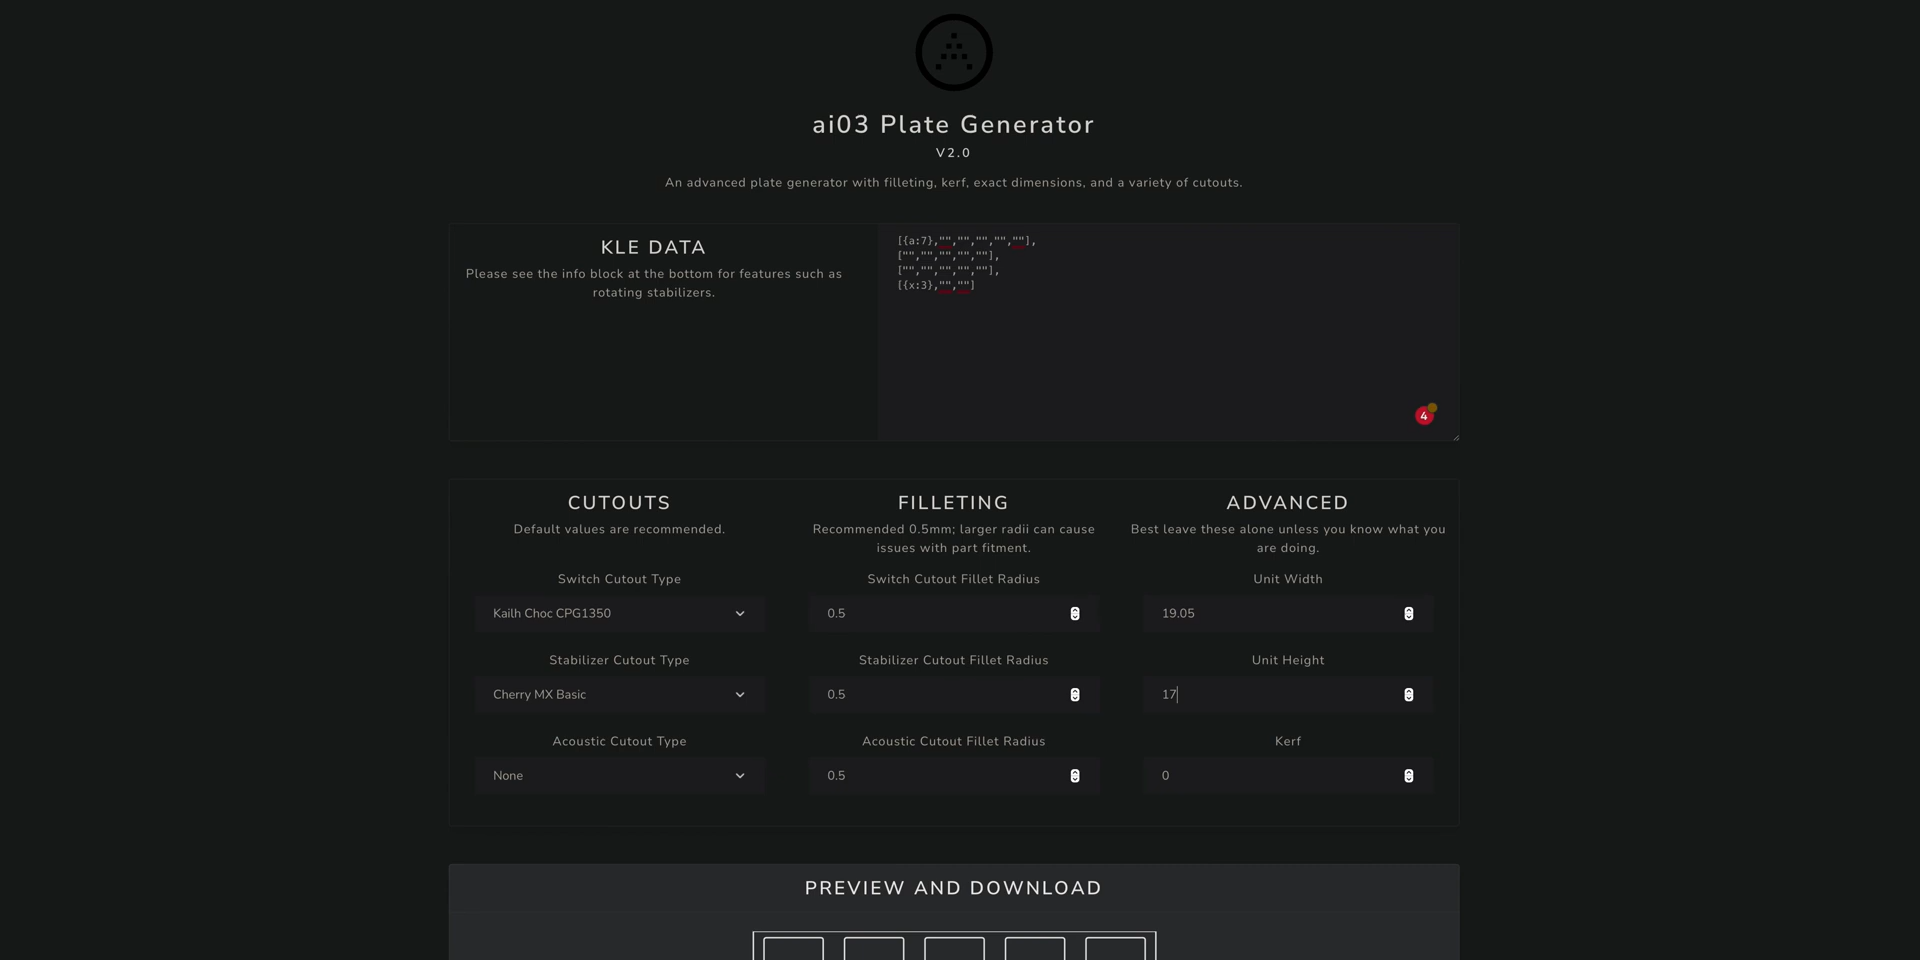 ai03 Plate Generator
V2.0
An advanced plate generator with filleting, kerf, exact dimensions, and a variety of cutouts.
KLE DATA
Please see the info block at the bottom for features such as
rotating stabilizers.
[{a:7},"","","","",""],
["","","","",""],
["","","","",""],
[{x:3},"",""]
4
CUTOUTS
Default values are recommended.
Switch Cutout Type
Kailh Choc CPG1350
Stabilizer Cutout Type
Cherry MX Basic
Acoustic Cutout Type
None
FILLETING
Recommended 0.5mm; larger radii can cause
issues with part fitment.
Switch Cutout Fillet Radius
0.5
Stabilizer Cutout Fillet Radius
0.5
Acoustic Cutout Fillet Radius
0.5
ADVANCED
Best leave these alone unless you know what you
are doing.
Unit Width
19.05
Unit Height
17
Kerf
0
PREVIEW AND DOWNLOAD